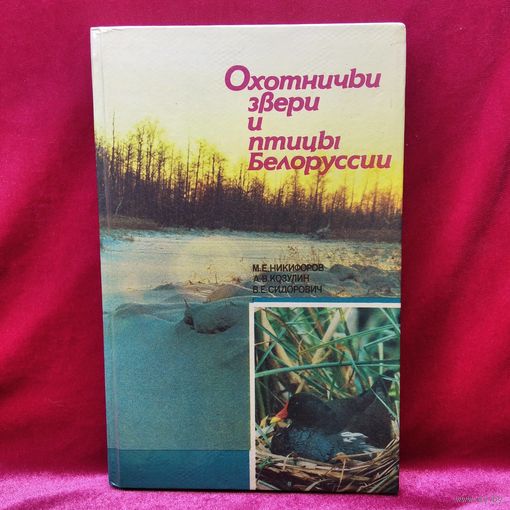 Охотничьи
звери
и
птицы
Белоруссии
М.Е.НИКИФОРОВ
А.В.КОЗУЛИН
В.Е.СИДОРОВИЧ